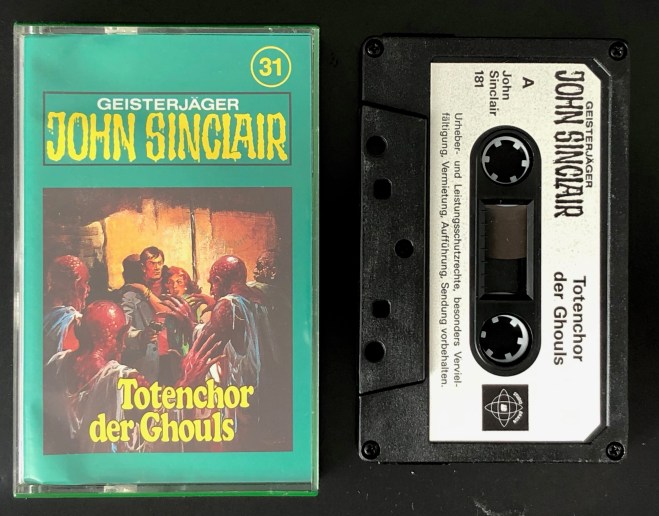 31
GEISTERJÄGER
JOHN SINCLAIR
Totenchor
der Ghouls
GEISTERJÄGER
JOHN SINCLAIR
Totenchor
der Ghouls
A
John
Sinclair
181
Urheber- und Leistungsschutzrechte, besonders Verviel-
fältigung, Vermietung, Aufführung, Sendung vorbehalten.